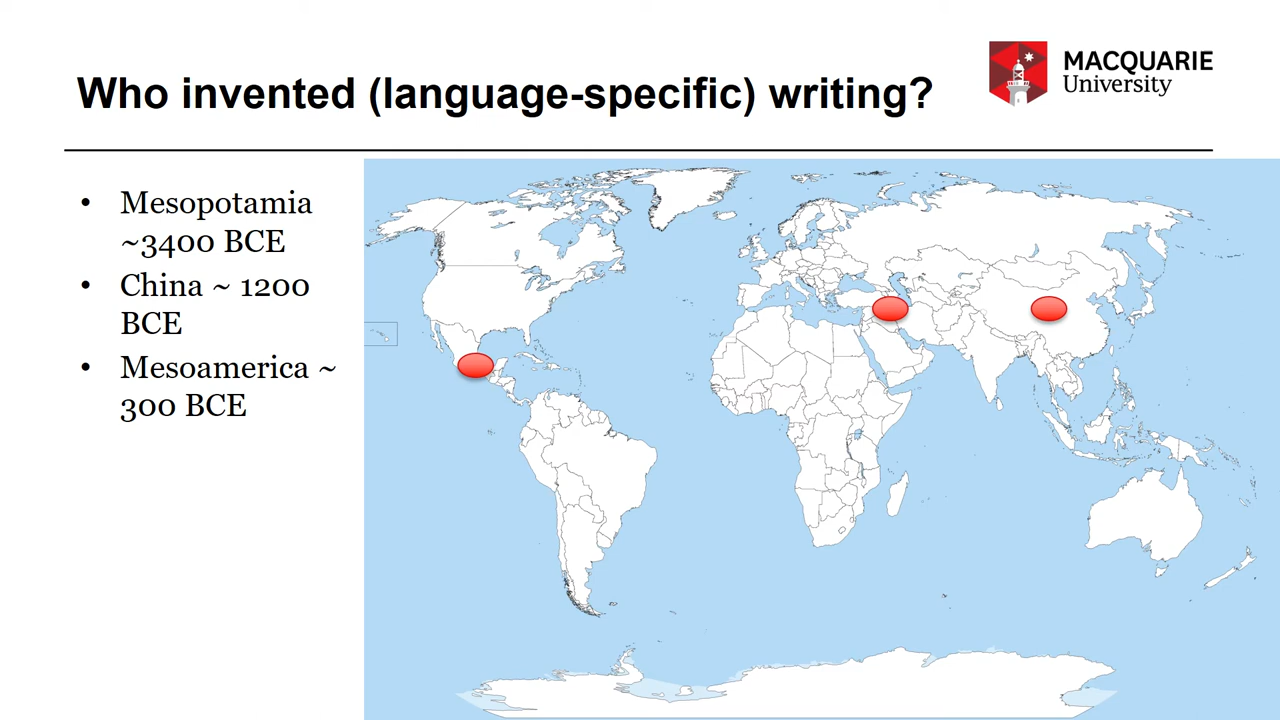 Who invented (language-specific) writing?
MACQUARIE
University
• Mesopotamia
~3400 BCE
• China ~ 1200
BCE
• Mesoamerica ~
300 BCE